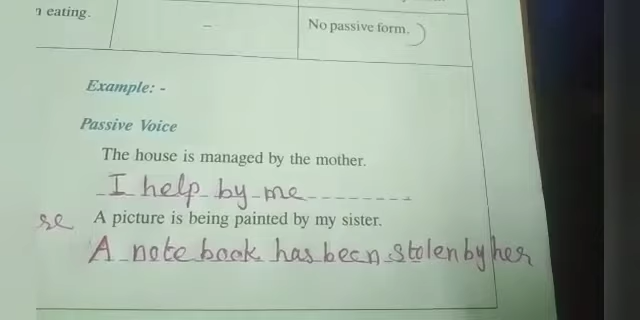 n eating.
–
No passive form.
Example: -
Passive Voice
The house is managed by the mother.
I help by me
se A picture is being painted by my sister.
A note book has been stolen by her